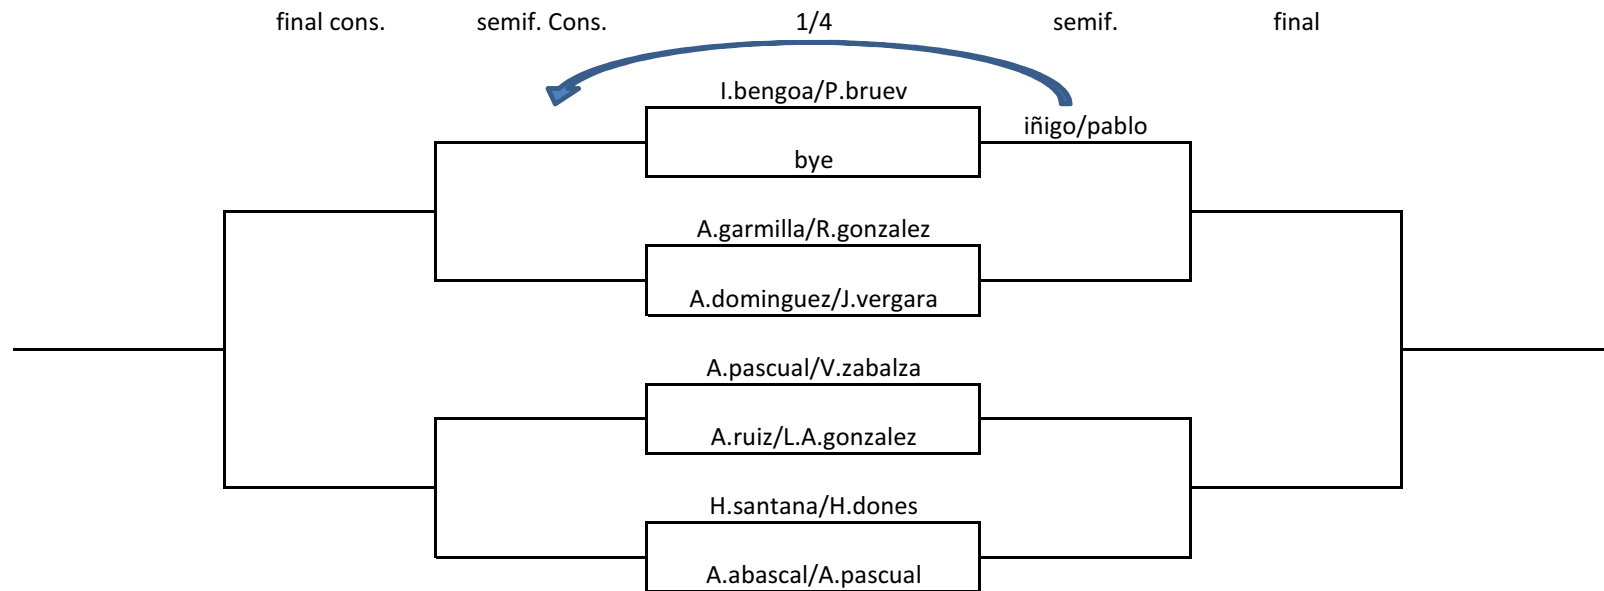 final cons. semif. Cons. 1/4 semif. final
I.bengoa/P.bruev
iñigo/pablo
bye
A.garmilla/R.gonzalez
A.dominguez/J.vergara
A.pascual/V.zabalza
A.ruiz/L.A.gonzalez
H.santana/H.dones
A.abascal/A.pascual